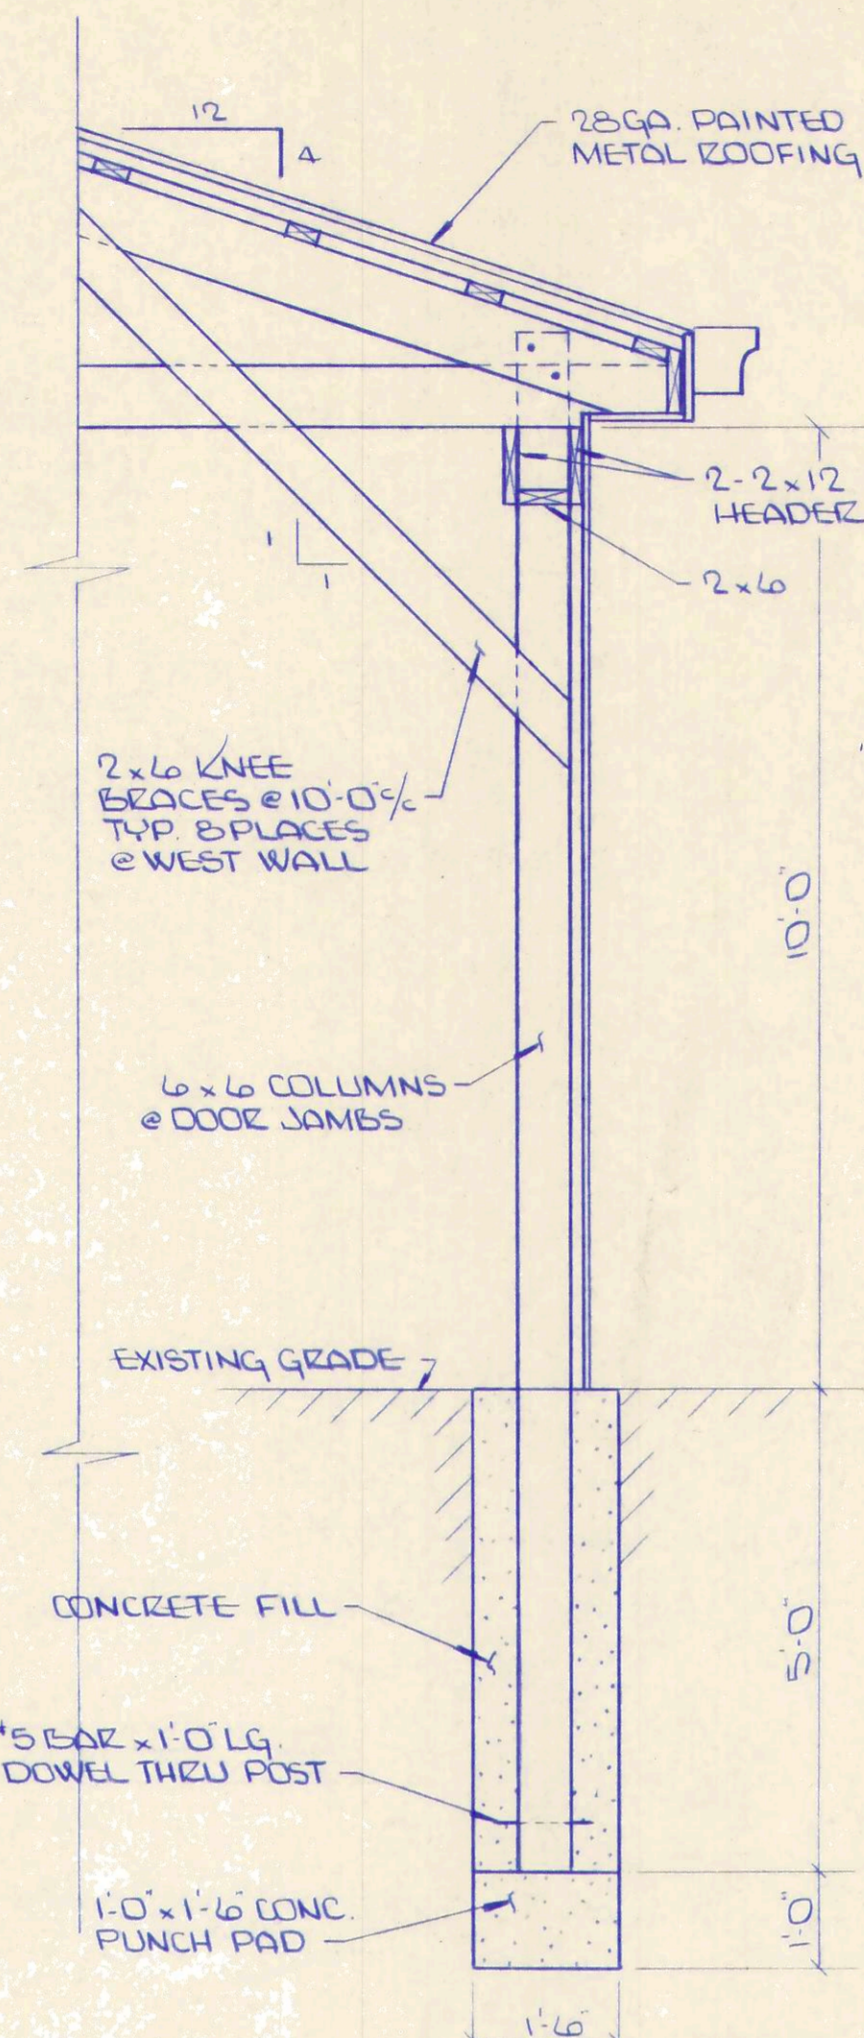 12
4
28GA. PAINTED
METAL ROOFING
2-2x12
HEADER
2x6
1
1
2x6 KNEE
BRACES @ 10'-0" c/c
TYP. 8 PLACES
@ WEST WALL
10'-0"
6x6 COLUMNS
@ DOOR JAMBS
EXISTING GRADE
CONCRETE FILL
5'-0"
#5 BAR x 1'-0" LG.
DOWEL THRU POST
1'-0" x 1'-6" CONC.
PUNCH PAD
1'-0"
1'-6"